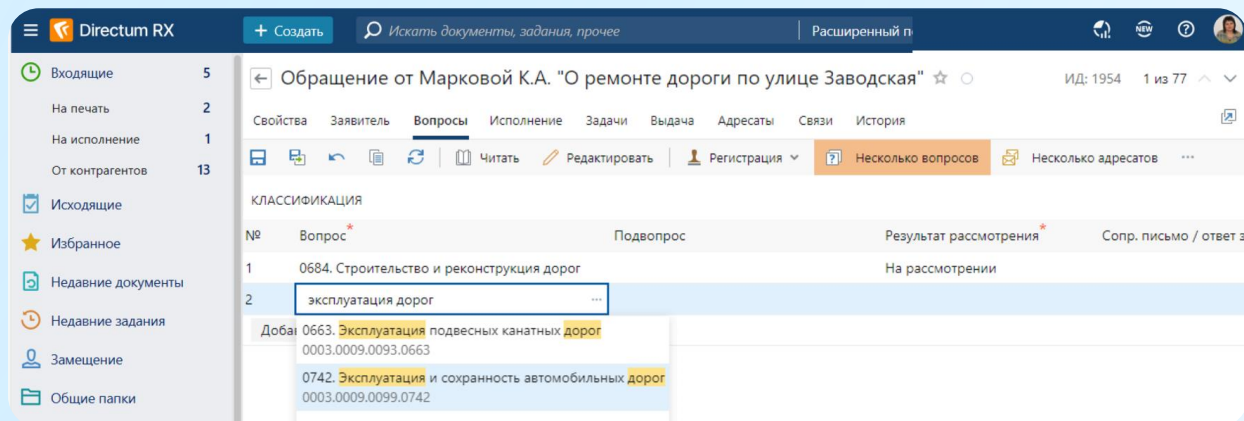 Directum RX
+ Создать
Искать документы, задания, прочее
Расширенный
NEW
Входящие 5
На печать 2
На исполнение 1
От контрагентов 13
Исходящие
Избранное
Недавние документы
Недавние задания
Замещение
Общие папки
Обращение от Марковой К.А. "О ремонте дороги по улице Заводская"
ИД: 1954 1 из 77
Свойства Заявитель Вопросы Исполнение Задачи Выдача Адресаты Связи История
Читать Редактировать Регистрация Несколько вопросов Несколько адресатов ...
КЛАССИФИКАЦИЯ
№ Вопрос* Подвопрос Результат рассмотрения* Сопр. письмо / ответ
1 0684. Строительство и реконструкция дорог На рассмотрении
2 эксплуатация дорог ...
0663. Эксплуатация подвесных канатных дорог
0003.0009.0093.0663
0742. Эксплуатация и сохранность автомобильных дорог
0003.0009.0099.0742